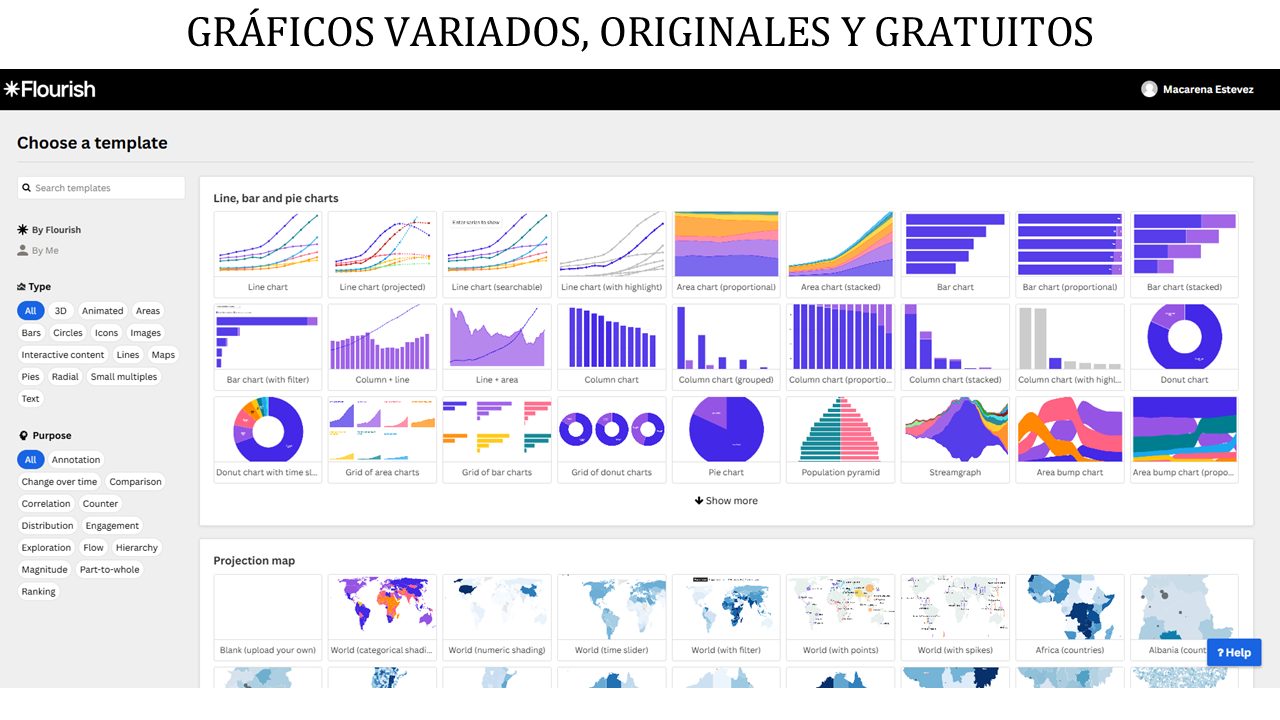 GRÁFICOS VARIADOS, ORIGINALES Y GRATUITOS
Flourish
Macarena Estevez
Choose a template
Search templates
By Flourish
By Me
Type
All 3D Animated Areas
Bars Circles Icons Images
Interactive content Lines Maps
Pies Radial Small multiples
Text
Purpose
All Annotation
Change over time Comparison
Correlation Counter
Distribution Engagement
Exploration Flow Hierarchy
Magnitude Part-to-whole
Ranking
Line, bar and pie charts
Enter series to show
Line chart Line chart (projected) Line chart (searchable) Line chart (with highlight) Area chart (proportional) Area chart (stacked) Bar chart Bar chart (proportional) Bar chart (stacked)
Bar chart (with filter) Column + line Line + area Column chart Column chart (grouped) Column chart (proportio... Column chart (stacked) Column chart (with highl... Donut chart
Donut chart with time sl... Grid of area charts Grid of bar charts Grid of donut charts Pie chart Population pyramid Streamgraph Area bump chart Area bump chart (propo...
Show more
Projection map
Blank (upload your own) World (categorical shadi... World (numeric shading) World (time slider) World (with filter) World (with points) World (with spikes) Africa (countries) Albania (count
? Help